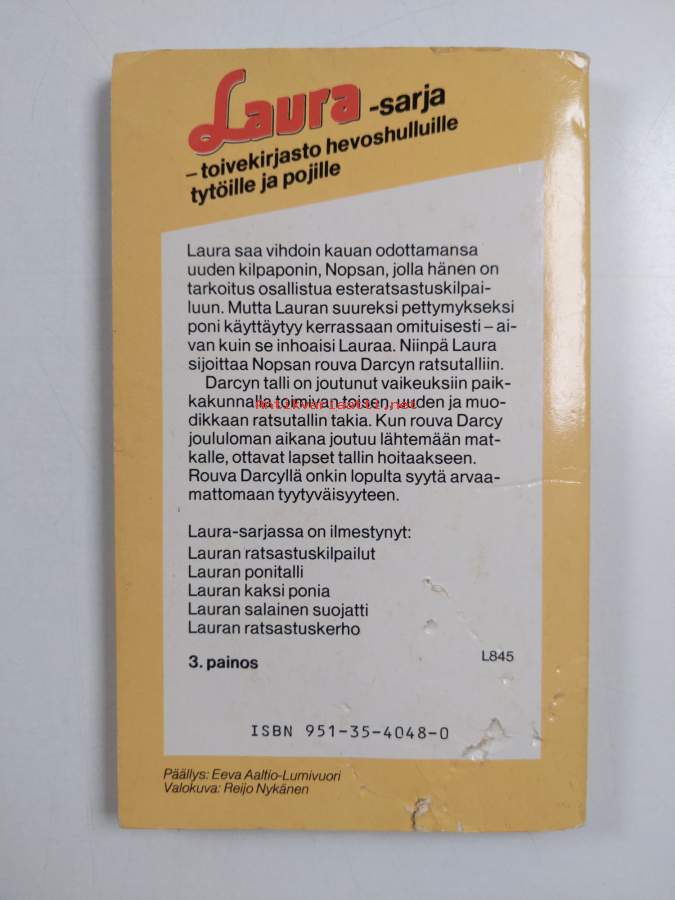 Laura -sarja
– toivekirjasto hevoshulluille
tytöille ja pojille
Laura saa vihdoin kauan odottamansa
uuden kilpaponin, Nopsan, jolla hänen on
tarkoitus osallistua esteratsastuskilpai-
luun. Mutta Lauran suureksi pettymykseksi
poni käyttäytyy kerrassaan omituisesti – ai-
van kuin se inhoaisi Lauraa. Niinpä Laura
sijoittaa Nopsan rouva Darcyn ratsutalliin.
Darcyn talli on joutunut vaikeuksiin paik-
kakunnalla toimivan toisen, uuden ja muo-
Antikvariaatti.net
dikkaan ratsutallin takia. Kun rouva Darcy
joululoman aikana joutuu lähtemään mat-
kalle, ottavat lapset tallin hoitaakseen.
Rouva Darcyllä onkin lopulta syytä arvaa-
mattomaan tyytyväisyyteen.
Laura-sarjassa on ilmestynyt:
Lauran ratsastuskilpailut
Lauran ponitalli
Lauran kaksi ponia
Lauran salainen suojatti
Lauran ratsastuskerho
3. painos
L845
ISBN 951-35-4048-0
Päällys: Eeva Aaltio-Lumivuori
Valokuva: Reijo Nykänen